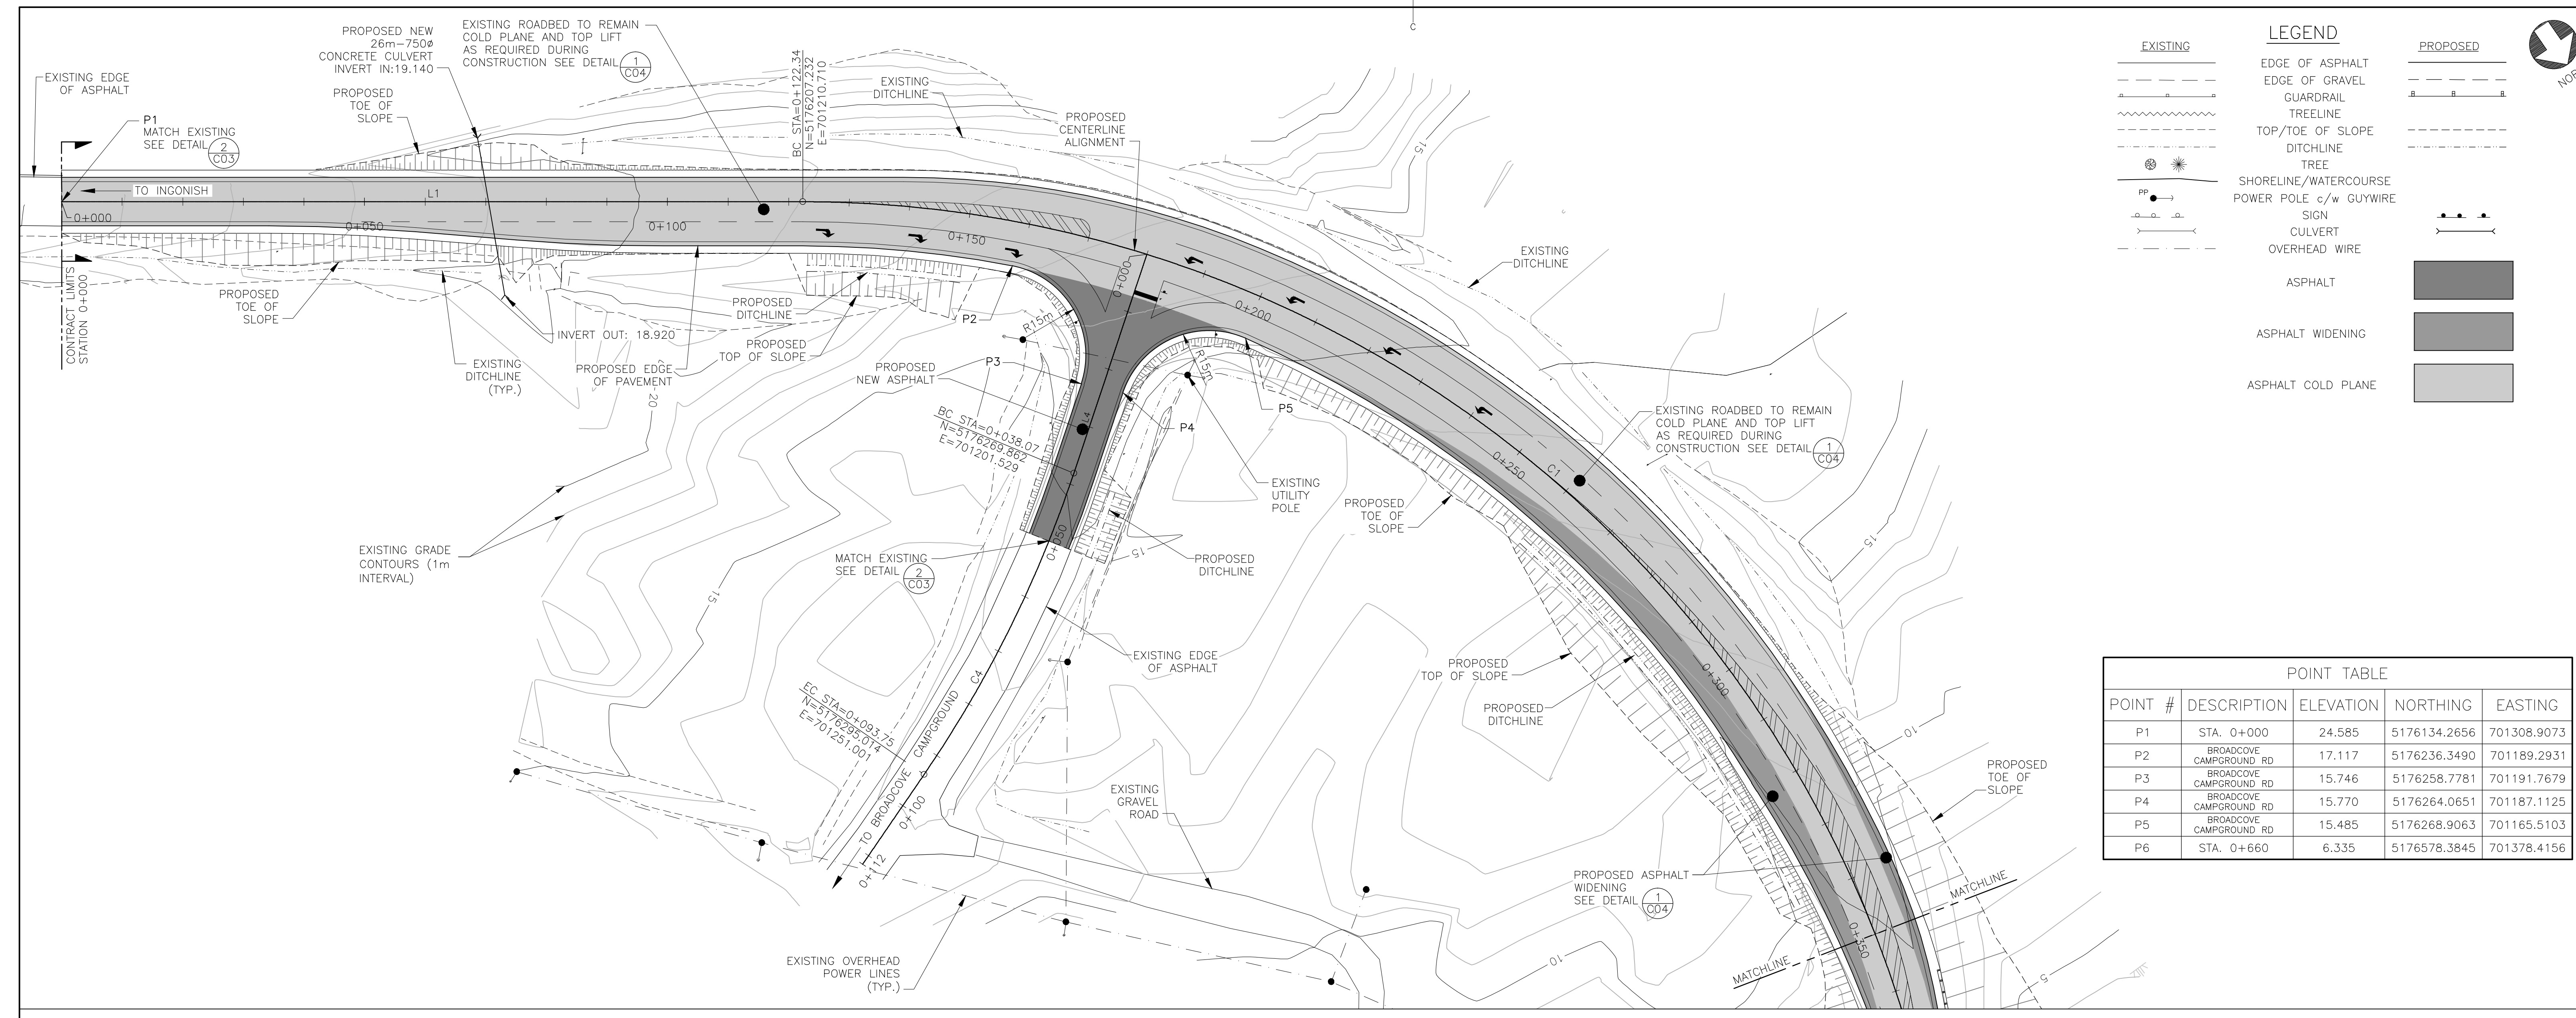 C
PROPOSED NEW
26m-750ø
CONCRETE CULVERT
INVERT IN:19.140
EXISTING ROADBED TO REMAIN
COLD PLANE AND TOP LIFT
AS REQUIRED DURING
CONSTRUCTION SEE DETAIL
1
C04
EXISTING EDGE
OF ASPHALT
PROPOSED
TOE OF
SLOPE
P1
MATCH EXISTING
SEE DETAIL
2
C03
BC STA=0+122.34
N=5176207.232
E=701210.710
EXISTING
DITCHLINE
PROPOSED
CENTERLINE
ALIGNMENT
15
TO INGONISH
L1
0+000
0+050
0+100
0+150
0+200
0+250
0+300
0+350
CONTRACT LIMITS
STATION 0+000
PROPOSED
TOE OF
SLOPE
EXISTING
DITCHLINE
(TYP.)
INVERT OUT: 18.920
PROPOSED EDGE
OF PAVEMENT
20
PROPOSED
DITCHLINE
PROPOSED
TOP OF SLOPE
P2
R15m
0+000
P3
PROPOSED
NEW ASPHALT
L4
R15m
P5
P4
BC STA=0+038.07
N=5176269.862
E=701201.529
EXISTING
UTILITY
POLE
EXISTING
DITCHLINE
C1
EXISTING ROADBED TO REMAIN
COLD PLANE AND TOP LIFT
AS REQUIRED DURING
CONSTRUCTION SEE DETAIL
1
C04
PROPOSED
TOE OF
SLOPE
15
EXISTING GRADE
CONTOURS (1m
INTERVAL)
MATCH EXISTING
SEE DETAIL
2
C03
0+050
15
PROPOSED
DITCHLINE
15
EXISTING EDGE
OF ASPHALT
C4
EC STA=0+093.75
N=5176295.014
E=701251.001
TO BROADCOVE CAMPGROUND
0+100
0+112
EXISTING
GRAVEL
ROAD
EXISTING OVERHEAD
POWER LINES
(TYP.)
PROPOSED
TOP OF SLOPE
PROPOSED
DITCHLINE
PROPOSED ASPHALT
WIDENING
SEE DETAIL
1
C04
10
10
PROPOSED
TOE OF
SLOPE
MATCHLINE
MATCHLINE
5
LEGEND
EXISTING
PROPOSED
EDGE OF ASPHALT
EDGE OF GRAVEL
GUARDRAIL
TREELINE
TOP/TOE OF SLOPE
DITCHLINE
TREE
SHORELINE/WATERCOURSE
PP
POWER POLE c/w GUYWIRE
SIGN
CULVERT
OVERHEAD WIRE
ASPHALT
ASPHALT WIDENING
ASPHALT COLD PLANE
POINT TABLE
POINT # DESCRIPTION ELEVATION NORTHING EASTING
P1 STA. 0+000 24.585 5176134.2656 701308.9073
P2 BROADCOVE CAMPGROUND RD 17.117 5176236.3490 701189.2931
P3 BROADCOVE CAMPGROUND RD 15.746 5176258.7781 701191.7679
P4 BROADCOVE CAMPGROUND RD 15.770 5176264.0651 701187.1125
P5 BROADCOVE CAMPGROUND RD 15.485 5176268.9063 701165.5103
P6 STA. 0+660 6.335 5176578.3845 701378.4156